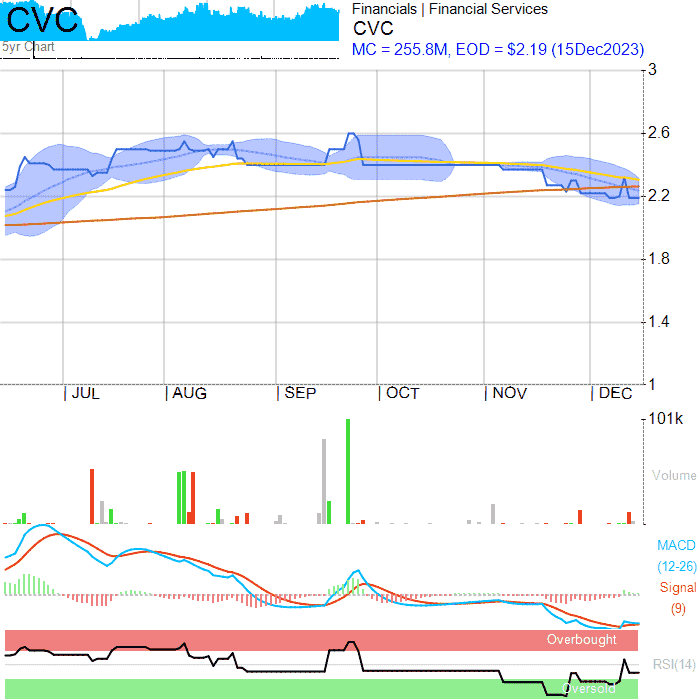 CVC
5yr Chart
Financials | Financial Services
CVC
MC = 255.8M, EOD = $2.19 (15Dec2023)
3
2.6
2.2
1.8
1.4
1
JUL AUG SEP OCT NOV DEC
101k
Volume
MACD
(12-26)
Signal
(9)
Overbought
RSI(14)
Oversold